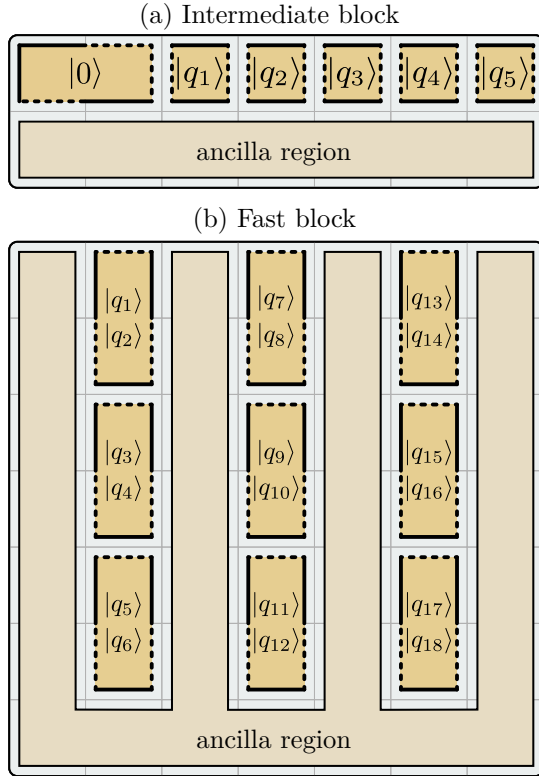 (a) Intermediate block
|0⟩ |q₁⟩ |q₂⟩ |q₃⟩ |q₄⟩ |q₅⟩
ancilla region
(b) Fast block
|q₁⟩ |q₇⟩ |q₁₃⟩
|q₂⟩ |q₈⟩ |q₁₄⟩
|q₃⟩ |q₉⟩ |q₁₅⟩
|q₄⟩ |q₁₀⟩ |q₁₆⟩
|q₅⟩ |q₁₁⟩ |q₁₇⟩
|q₆⟩ |q₁₂⟩ |q₁₈⟩
ancilla region